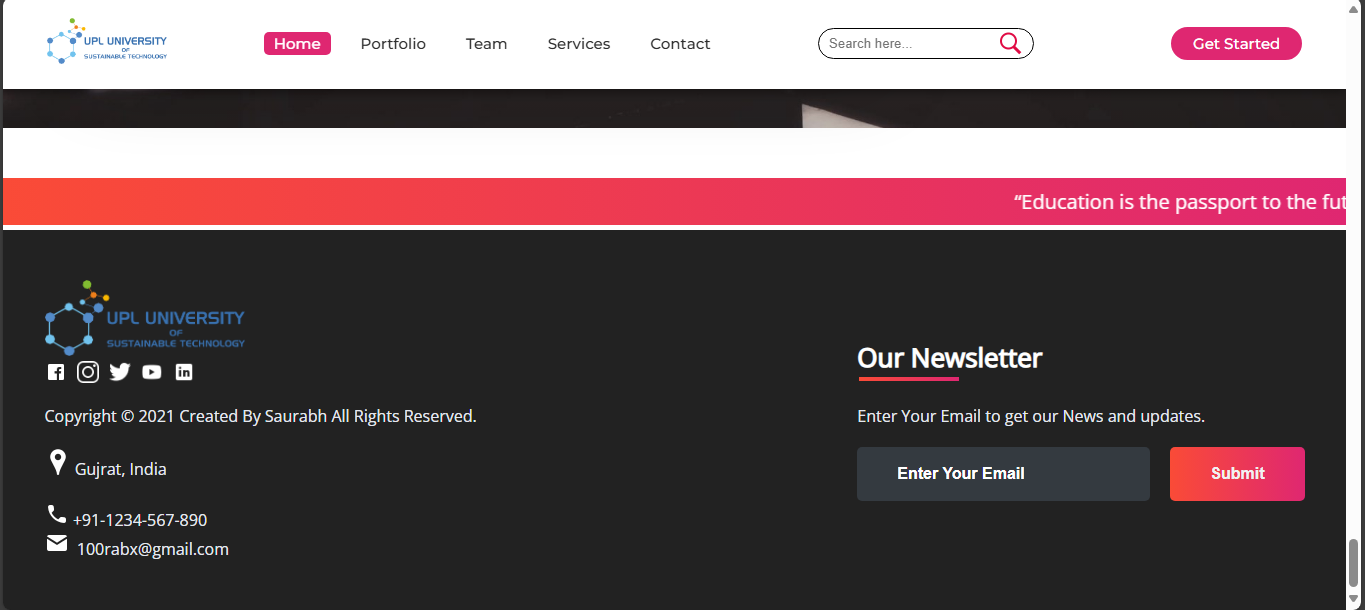 UPL UNIVERSITY
OF
SUSTAINABLE TECHNOLOGY
Home
Portfolio
Team
Services
Contact
Search here...
Get Started
“Education is the passport to the fut
UPL UNIVERSITY
OF
SUSTAINABLE TECHNOLOGY
Copyright © 2021 Created By Saurabh All Rights Reserved.
Gujrat, India
+91-1234-567-890
100rabx@gmail.com
Our Newsletter
Enter Your Email to get our News and updates.
Enter Your Email
Submit